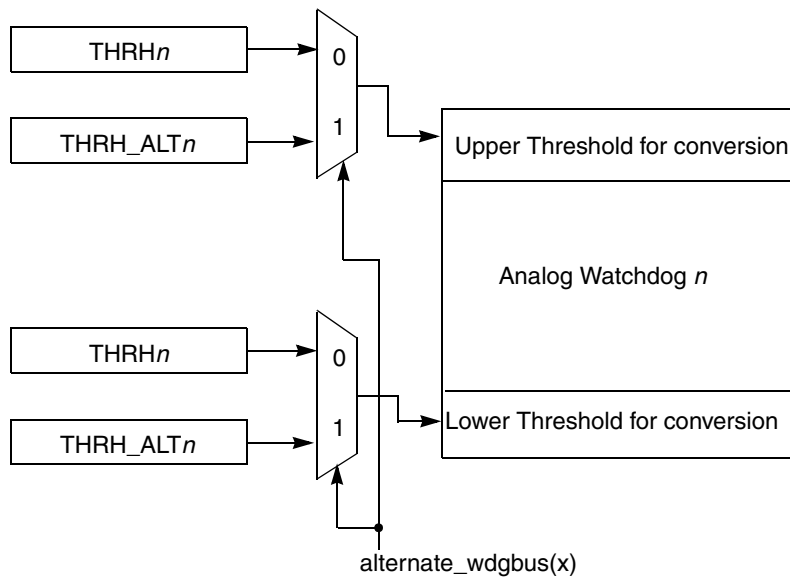 THRHn
0
THRH_ALTn
1
Upper Threshold for conversion
Analog Watchdog n
THRHn
0
THRH_ALTn
1
Lower Threshold for conversion
alternate_wdgbus(x)